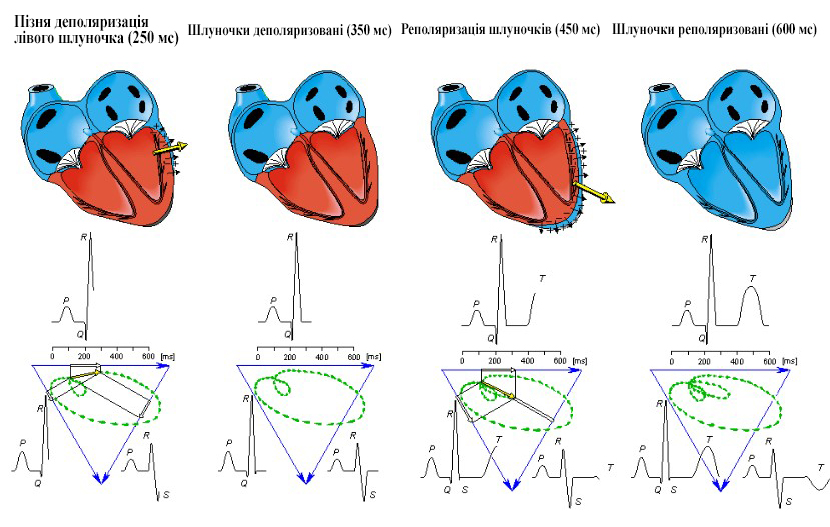 Пізня деполяризація
лівого шлуночка (250 мс)
Шлуночки деполяризовані (350 мс)
Реполяризація шлуночків (450 мс)
Шлуночки реполяризовані (600 мс)
R
P
Q
R
P
Q
R
T
P
Q
R
T
P
Q
0 200 400 600 [ms]
0 200 400 600 [ms]
0 200 400 600 [ms]
0 200 400 600 [ms]
R
P
Q
R
P
S
R
P
Q
R
P
S
R
T
P
Q S
R
P
T
S
R
P
T
Q S
R
P
T
S